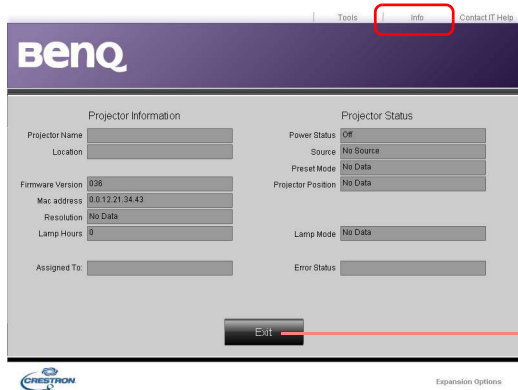 Tools Info Contact IT Help
BenQ
Projector Information
Projector Name
Location
Firmware Version 036
Mac address 0.0.12.21.34.43
Resolution No Data
Lamp Hours 0
Assigned To:
Projector Status
Power Status Off
Source No Source
Preset Mode No Data
Projector Position No Data
Lamp Mode No Data
Error Status
Exit
CRESTRON
Expansion Options